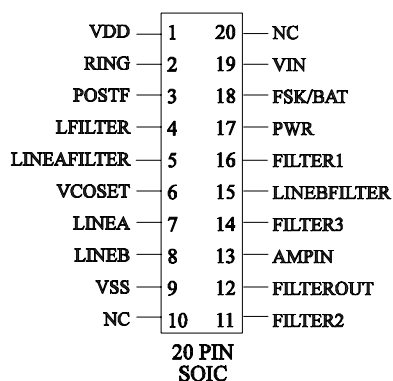 VDD 1 20 NC
RING 2 19 VIN
POSTF 3 18 FSK/BAT
LFILTER 4 17 PWR
LINEAFILTER 5 16 FILTER1
VCOSET 6 15 LINEBFILTER
LINEA 7 14 FILTER3
LINEB 8 13 AMPIN
VSS 9 12 FILTEROUT
NC 10 11 FILTER2
20 PIN
SOIC